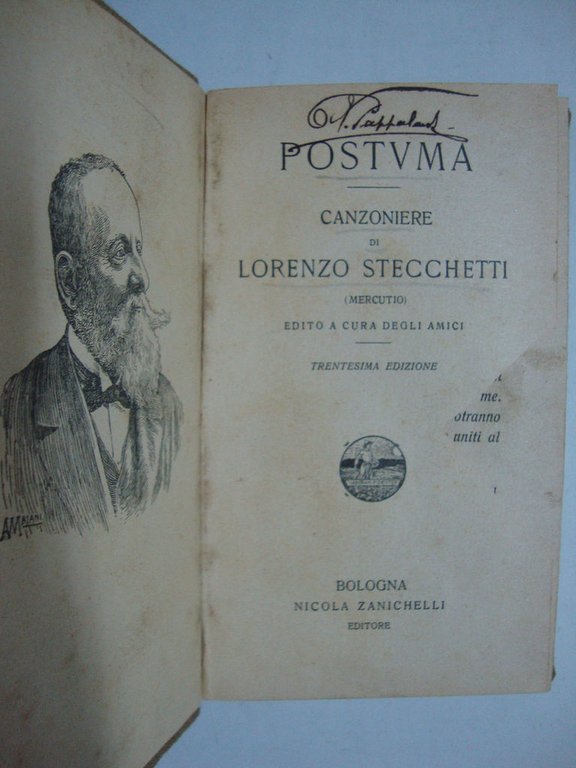 POSTVMA
CANZONIERE
DI
LORENZO STECCHETTI
(MERCUTIO)
EDITO A CURA DEGLI AMICI
TRENTESIMA EDIZIONE
me.
otranno
uniti al
BOLOGNA
NICOLA ZANICHELLI
EDITORE